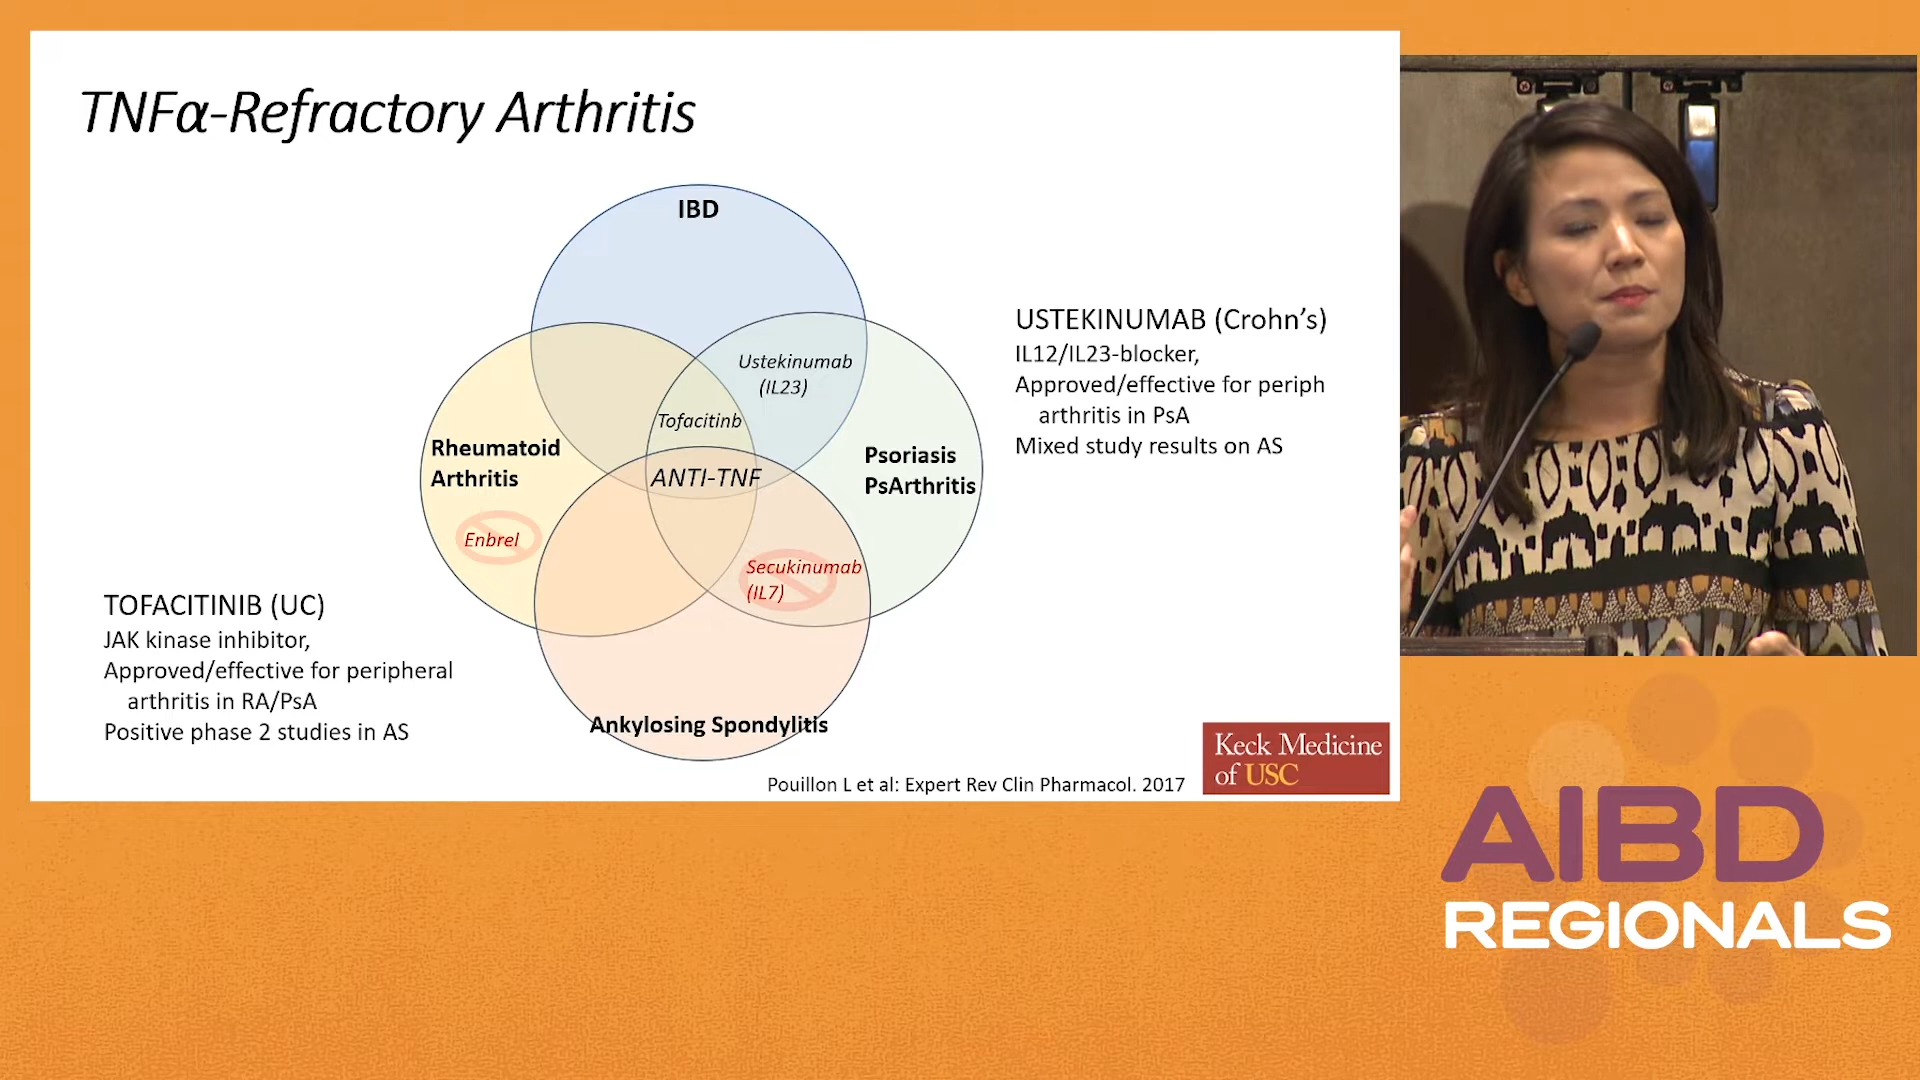 TNFα-Refractory Arthritis
IBD
Ustekinumab
(IL23)
Tofacitinb
ANTI-TNF
Rheumatoid
Arthritis
Enbrel
Psoriasis
PsArthritis
Secukinumab
(IL7)
Ankylosing Spondylitis
USTEKINUMAB (Crohn’s)
IL12/IL23-blocker,
Approved/effective for periph
arthritis in PsA
Mixed study results on AS
TOFACITINIB (UC)
JAK kinase inhibitor,
Approved/effective for peripheral
arthritis in RA/PsA
Positive phase 2 studies in AS
Pouillon L et al: Expert Rev Clin Pharmacol. 2017
Keck Medicine
of USC
AIBD
REGIONALS